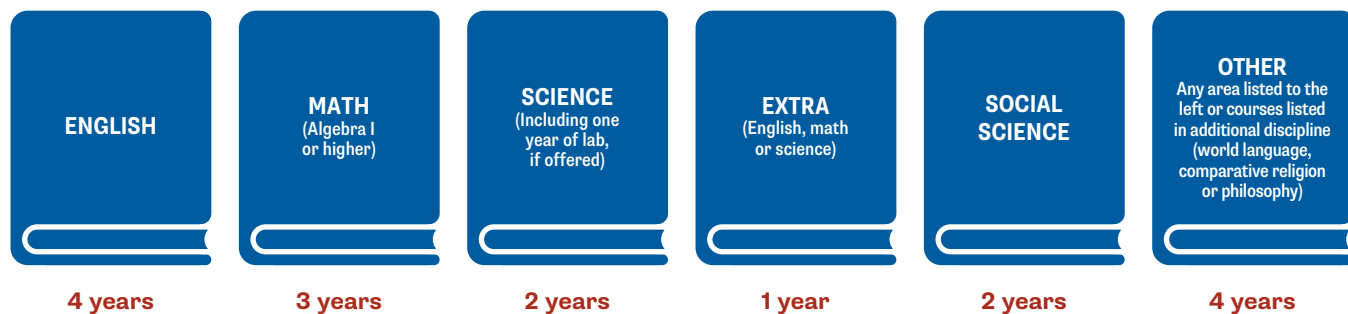 ENGLISH
MATH
(Algebra I
or higher)
SCIENCE
(Including one
year of lab,
if offered)
EXTRA
(English, math
or science)
SOCIAL
SCIENCE
OTHER
Any area listed to the
left or courses listed
in additional discipline
(world language,
comparative religion
or philosophy)
4 years
3 years
2 years
1 year
2 years
4 years